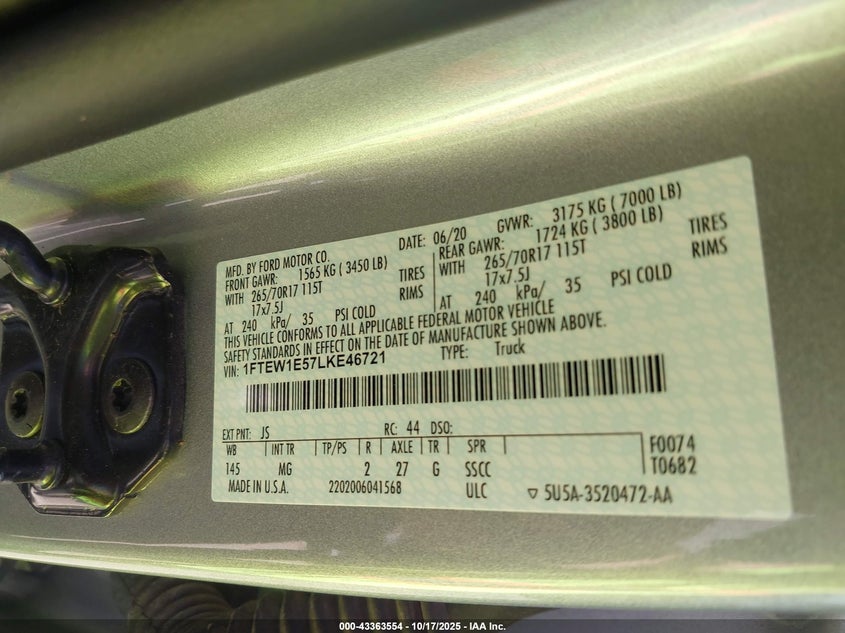 MFD. BY FORD MOTOR CO.
DATE: 06/20
GVWR: 3175 KG ( 7000 LB)
FRONT GAWR: 1565 KG ( 3450 LB)
REAR GAWR: 1724 KG ( 3800 LB)
WITH 265/70R17 115T TIRES
WITH 265/70R17 115T TIRES
17x7.5J RIMS
17x7.5J RIMS
AT 240 kPa/ 35 PSI COLD
AT 240 kPa/ 35 PSI COLD
THIS VEHICLE CONFORMS TO ALL APPLICABLE FEDERAL MOTOR VEHICLE
SAFETY STANDARDS IN EFFECT ON THE DATE OF MANUFACTURE SHOWN ABOVE.
VIN: 1FTEW1E57LKE46721 TYPE: Truck
EXT PNT: JS RC: 44 DSO:
WB INT TR TP/PS R AXLE TR SPR F0074
145 MG 2 27 G SSCC T0682
MADE IN U.S.A. 2202006041568 ULC ▽ 5U5A-3520472-AA
000-43363554 - 10/17/2025 - IAA Inc.